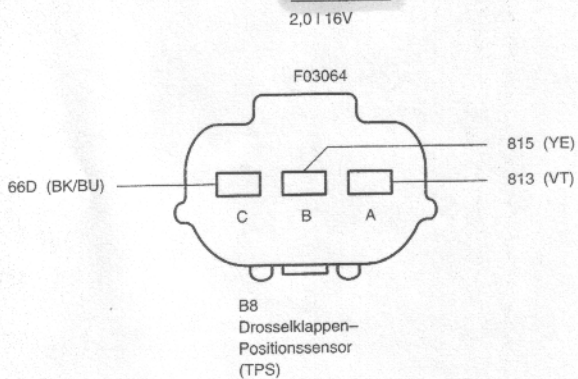 2,0 l 16V
F03064
815 (YE)
66D (BK/BU)
813 (VT)
C B A
B8
Drosselklappen–
Positionssensor
(TPS)